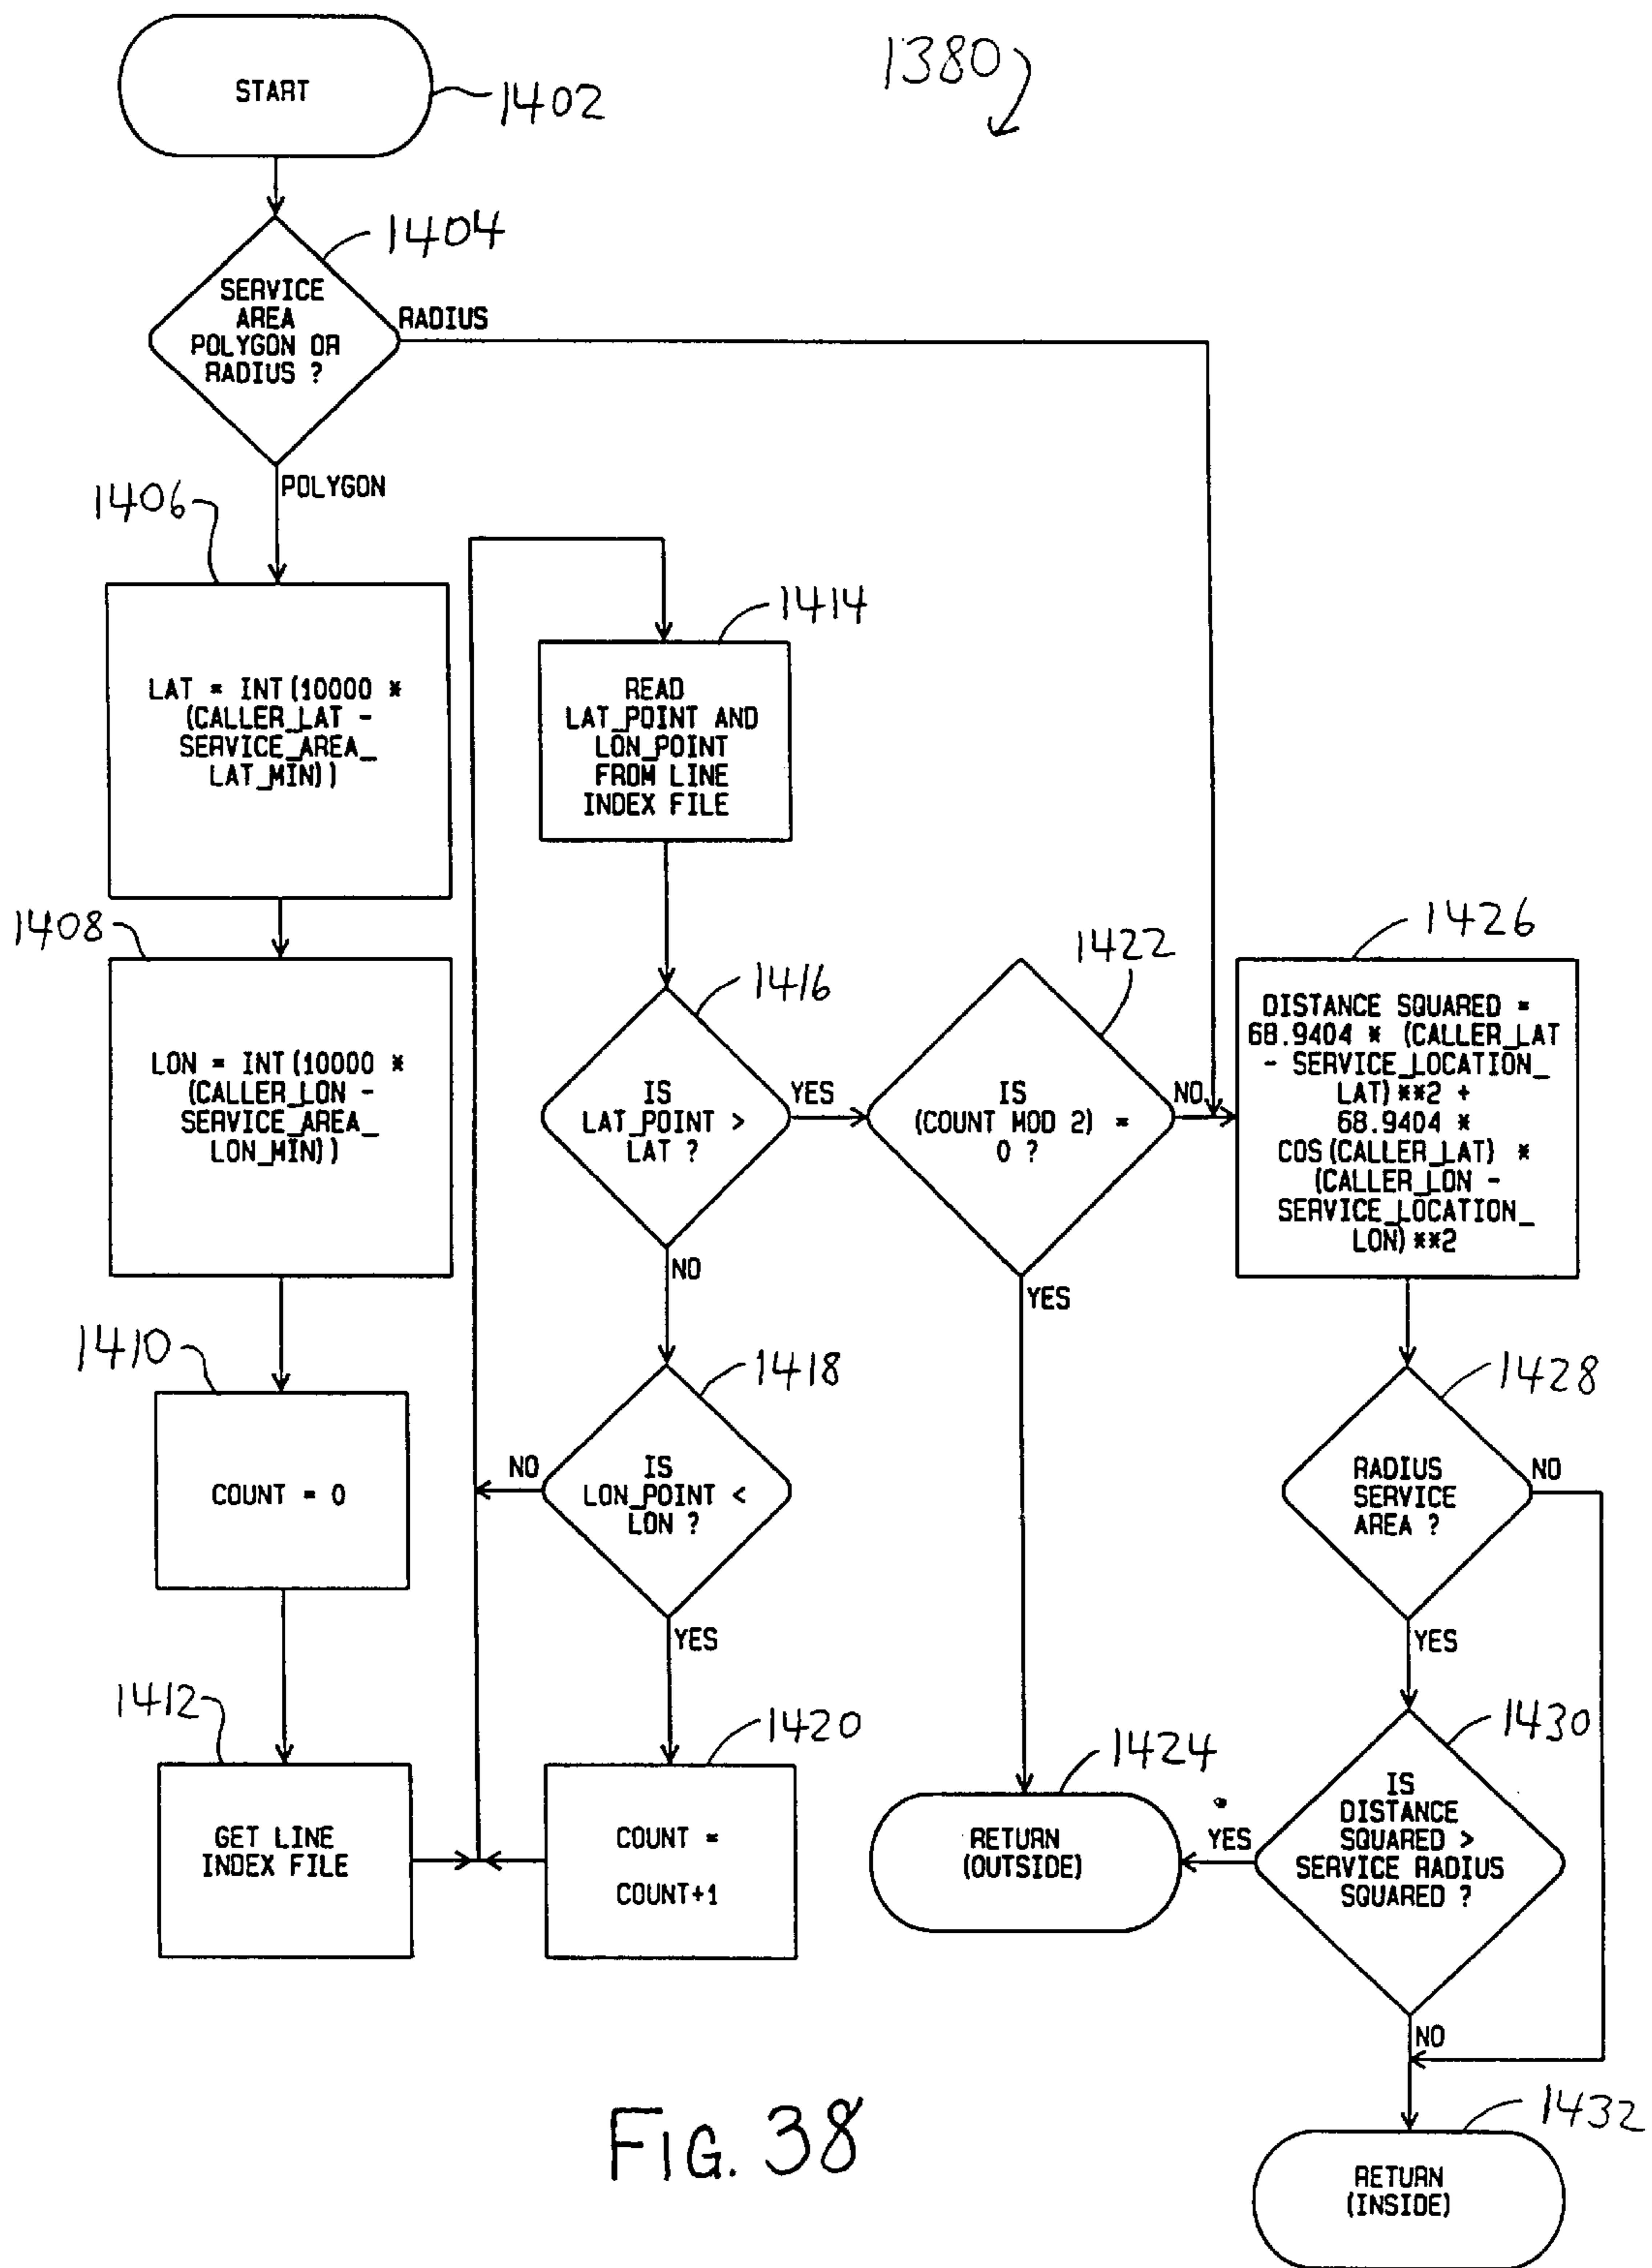 START
1402
1380
1404
SERVICE
AREA
POLYGON OR
RADIUS ?
RADIUS
POLYGON
1406
LAT = INT(10000 *
(CALLER_LAT -
SERVICE_AREA_
LAT_MIN))
1408
LON = INT(10000 *
(CALLER_LON -
SERVICE_AREA_
LON_MIN))
1410
COUNT = 0
1412
GET LINE
INDEX FILE
1414
READ
LAT_POINT AND
LON_POINT
FROM LINE
INDEX FILE
1416
IS
LAT_POINT >
LAT ?
YES
NO
1418
IS
LON_POINT <
LON ?
NO
YES
1420
COUNT =
COUNT+1
1422
IS
(COUNT MOD 2) =
0 ?
NO
YES
1424
RETURN
(OUTSIDE)
1426
DISTANCE SQUARED =
68.9404 * (CALLER_LAT
- SERVICE_LOCATION_
LAT)**2 +
68.9404 *
COS(CALLER_LAT) *
(CALLER_LON -
SERVICE_LOCATION_
LON)**2
1428
RADIUS
SERVICE
AREA ?
NO
YES
1430
IS
DISTANCE
SQUARED >
SERVICE RADIUS
SQUARED ?
YES
NO
1432
RETURN
(INSIDE)
FIG. 38